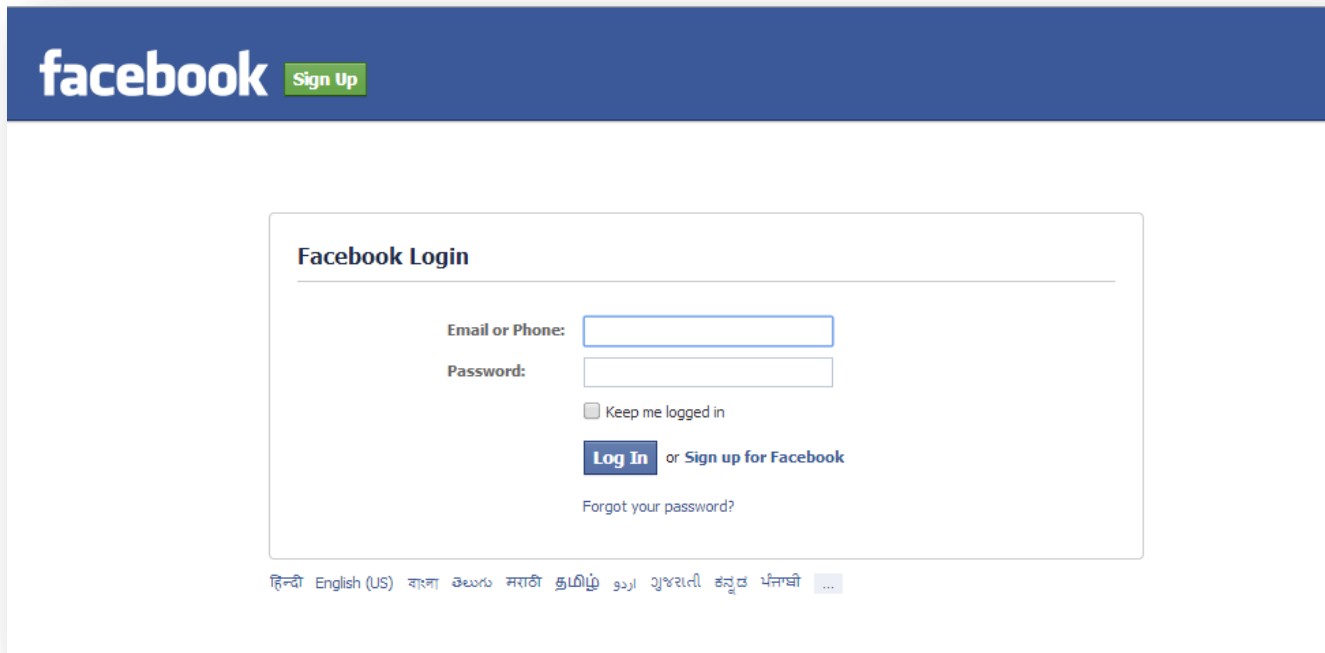 facebook Sign Up
Facebook Login
Email or Phone:
Password:
Keep me logged in
Log In or Sign up for Facebook
Forgot your password?
हिन्दी English (US) বাংলা తెలుగు मराठी தமிழ் اردو ગુજરાતી ಕನ್ನಡ ਪੰਜਾਬੀ ...